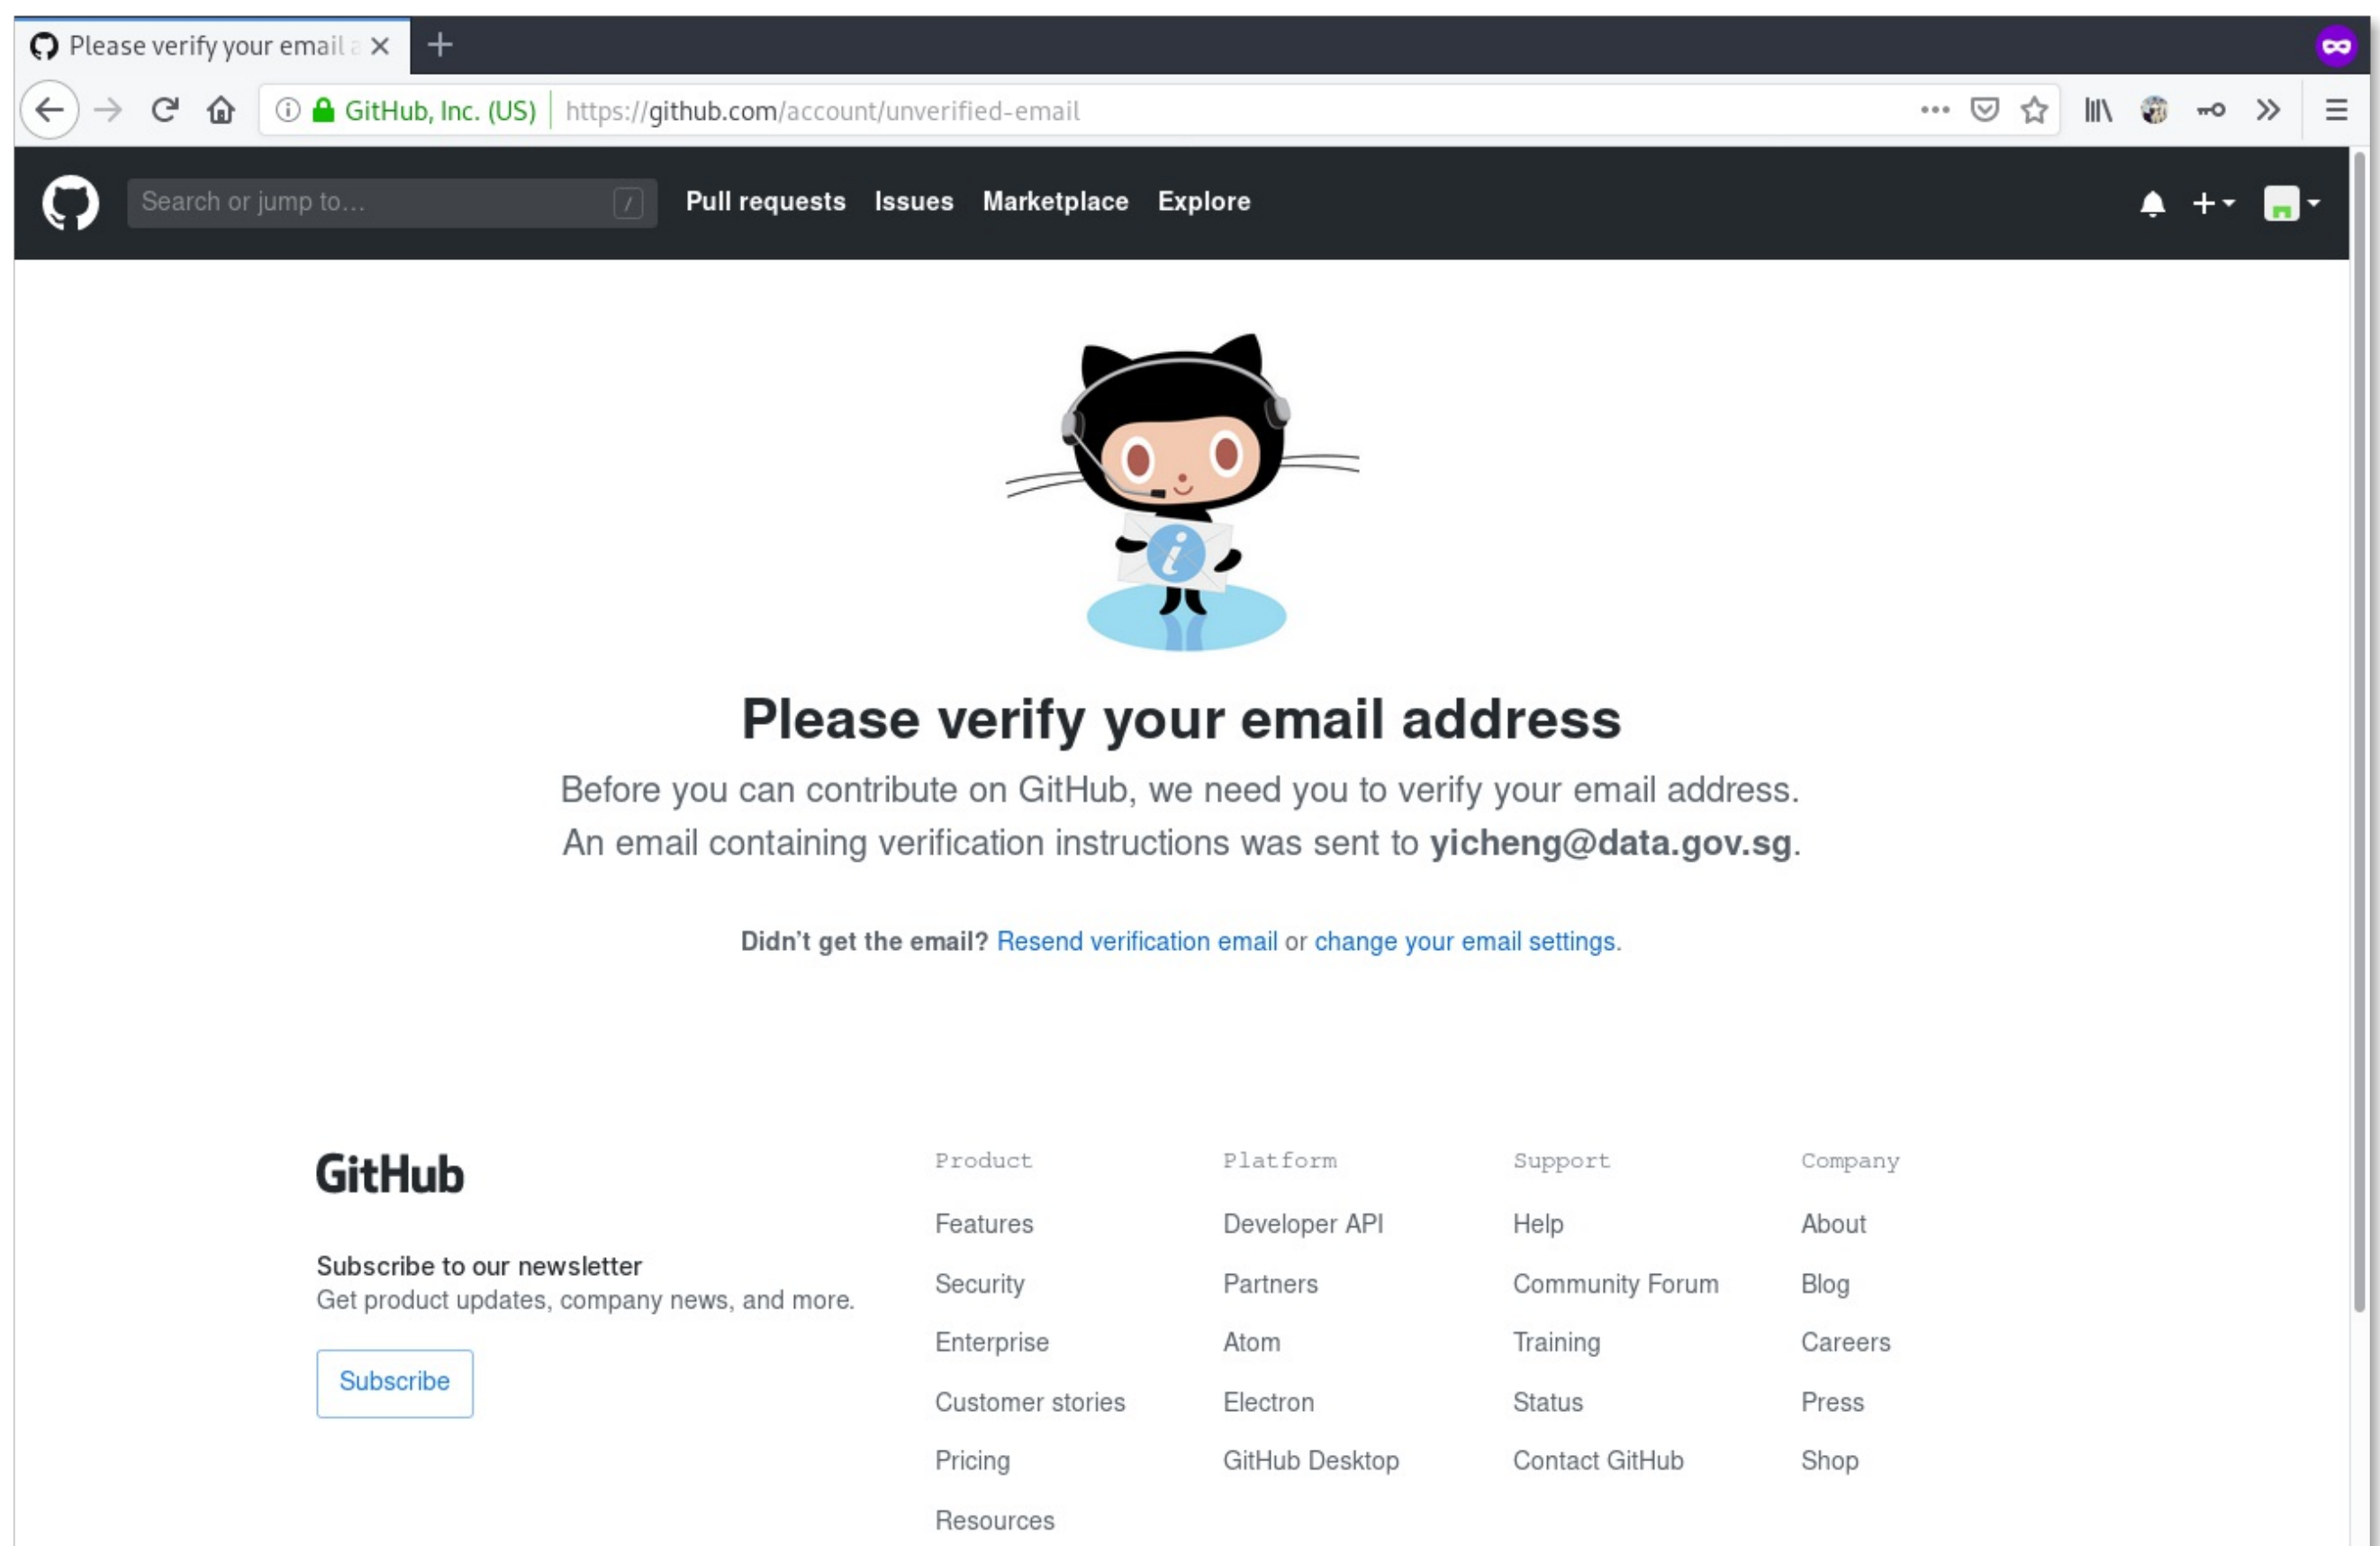 Please verify your email a
GitHub, Inc. (US) https://github.com/account/unverified-email
Search or jump to... / Pull requests Issues Marketplace Explore
i
Please verify your email address
Before you can contribute on GitHub, we need you to verify your email address.
An email containing verification instructions was sent to yicheng@data.gov.sg.
Didn't get the email? Resend verification email or change your email settings.
GitHub
Subscribe to our newsletter
Get product updates, company news, and more.
Subscribe
Product
Features
Security
Enterprise
Customer stories
Pricing
Resources
Platform
Developer API
Partners
Atom
Electron
GitHub Desktop
Support
Help
Community Forum
Training
Status
Contact GitHub
Company
About
Blog
Careers
Press
Shop